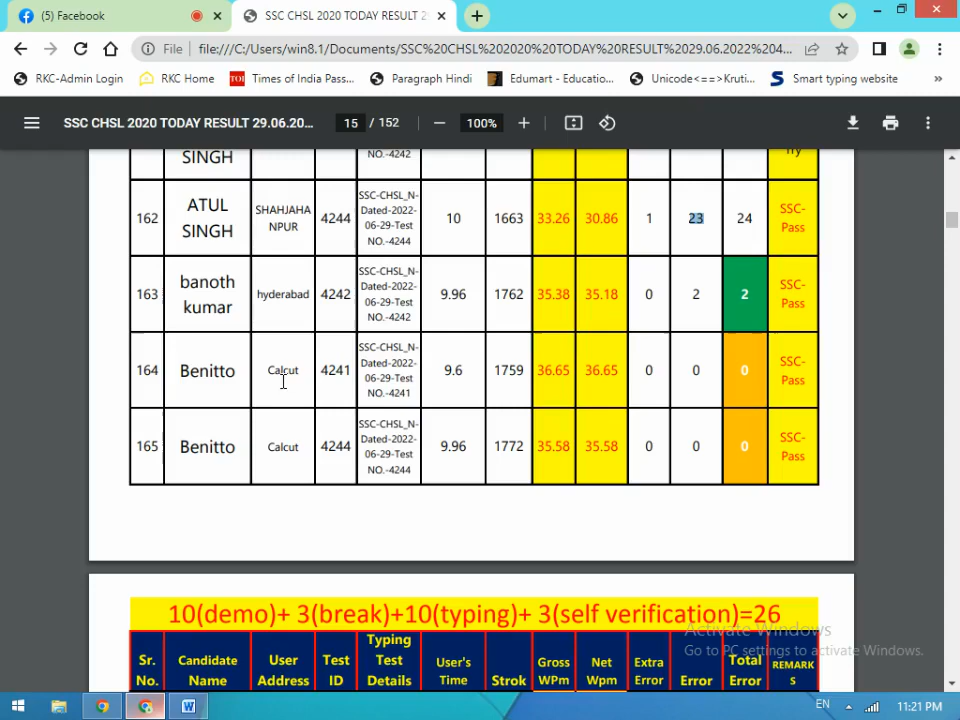 (5) Facebook
SSC CHSL 2020 TODAY RESULT 2
File | file:///C:/Users/win8.1/Documents/SSC%20CHSL%202020%20TODAY%20RESULT%2029.06.2022%204...
RKC-Admin Login RKC Home TOI Times of India Pass... Paragraph Hindi Edumart - Educatio... Unicode<==>Kruti... S Smart typing website »
SSC CHSL 2020 TODAY RESULT 29.06.20... 15 / 152 100%
SINGH
NO.-4242
162 ATUL SINGH SHAHJAHANPUR 4244 SSC-CHSL_N-Dated-2022-06-29-Test NO.-4244 10 1663 33.26 30.86 1 23 24 SSC-Pass
163 banoth kumar hyderabad 4242 SSC-CHSL_N-Dated-2022-06-29-Test NO.-4242 9.96 1762 35.38 35.18 0 2 2 SSC-Pass
164 Benitto Calcut 4241 SSC-CHSL_N-Dated-2022-06-29-Test NO.-4241 9.6 1759 36.65 36.65 0 0 0 SSC-Pass
165 Benitto Calcut 4244 SSC-CHSL_N-Dated-2022-06-29-Test NO.-4244 9.96 1772 35.58 35.58 0 0 0 SSC-Pass
10(demo)+ 3(break)+10(typing)+ 3(self verification)=26
Sr. No. Candidate Name User Address Test ID Typing Test Details User's Time Strok Gross WPm Net Wpm Extra Error Error Total Error REMARKS
Activate Windows
Go to PC settings to activate Windows.
W EN 11:21 PM